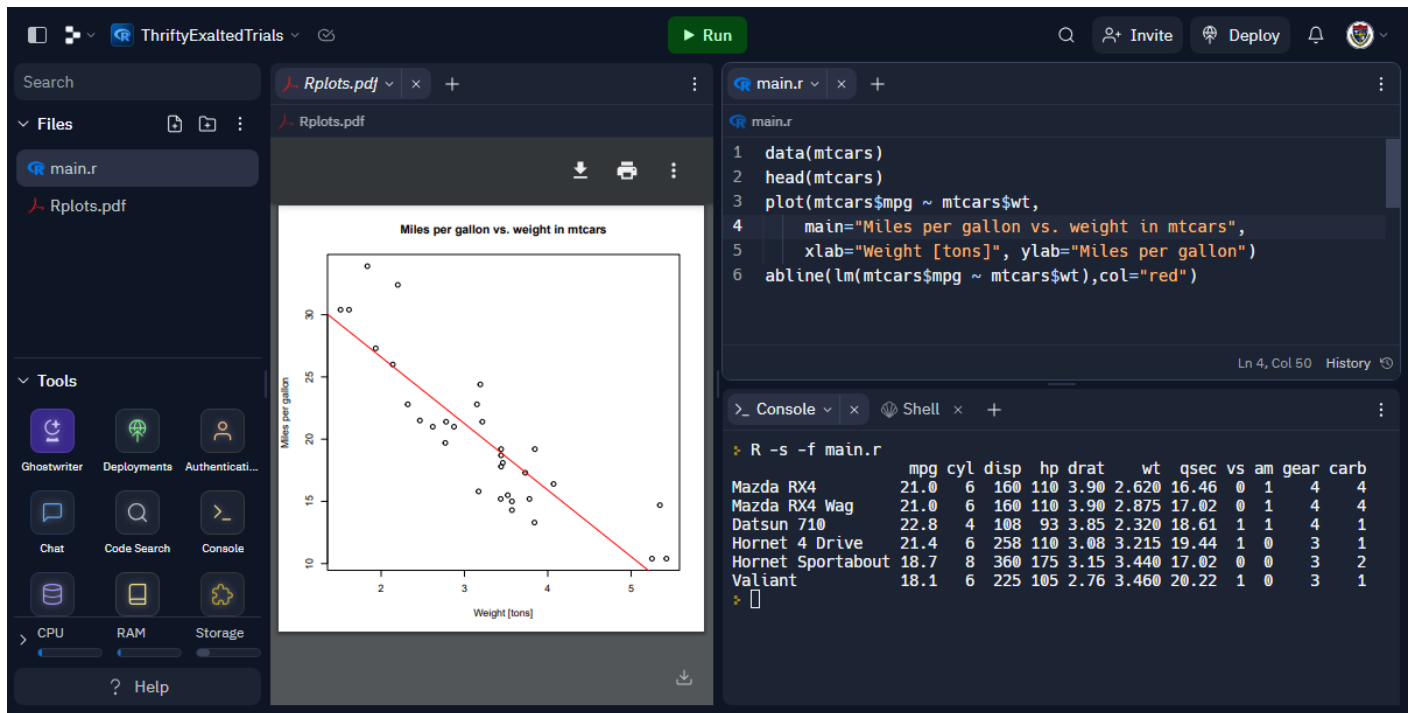 ThriftyExaltedTrials
Run
Invite
Deploy
Search
Files
main.r
Rplots.pdf
Tools
Ghostwriter
Deployments
Authenticati...
Chat
Code Search
Console
CPU
RAM
Storage
? Help
Rplots.pdf
Rplots.pdf
Miles per gallon vs. weight in mtcars
Miles per gallon
30
25
20
15
10
2 3 4 5
Weight [tons]
main.r
main.r
1 data(mtcars)
2 head(mtcars)
3 plot(mtcars$mpg ~ mtcars$wt,
4     main="Miles per gallon vs. weight in mtcars",
5     xlab="Weight [tons]", ylab="Miles per gallon")
6 abline(lm(mtcars$mpg ~ mtcars$wt),col="red")
Ln 4, Col 50 History
>_ Console
Shell
R -s -f main.r
mpg cyl disp hp drat wt qsec vs am gear carb
Mazda RX4 21.0 6 160 110 3.90 2.620 16.46 0 1 4 4
Mazda RX4 Wag 21.0 6 160 110 3.90 2.875 17.02 0 1 4 4
Datsun 710 22.8 4 108 93 3.85 2.320 18.61 1 1 4 1
Hornet 4 Drive 21.4 6 258 110 3.08 3.215 19.44 1 0 3 1
Hornet Sportabout 18.7 8 360 175 3.15 3.440 17.02 0 0 3 2
Valiant 18.1 6 225 105 2.76 3.460 20.22 1 0 3 1